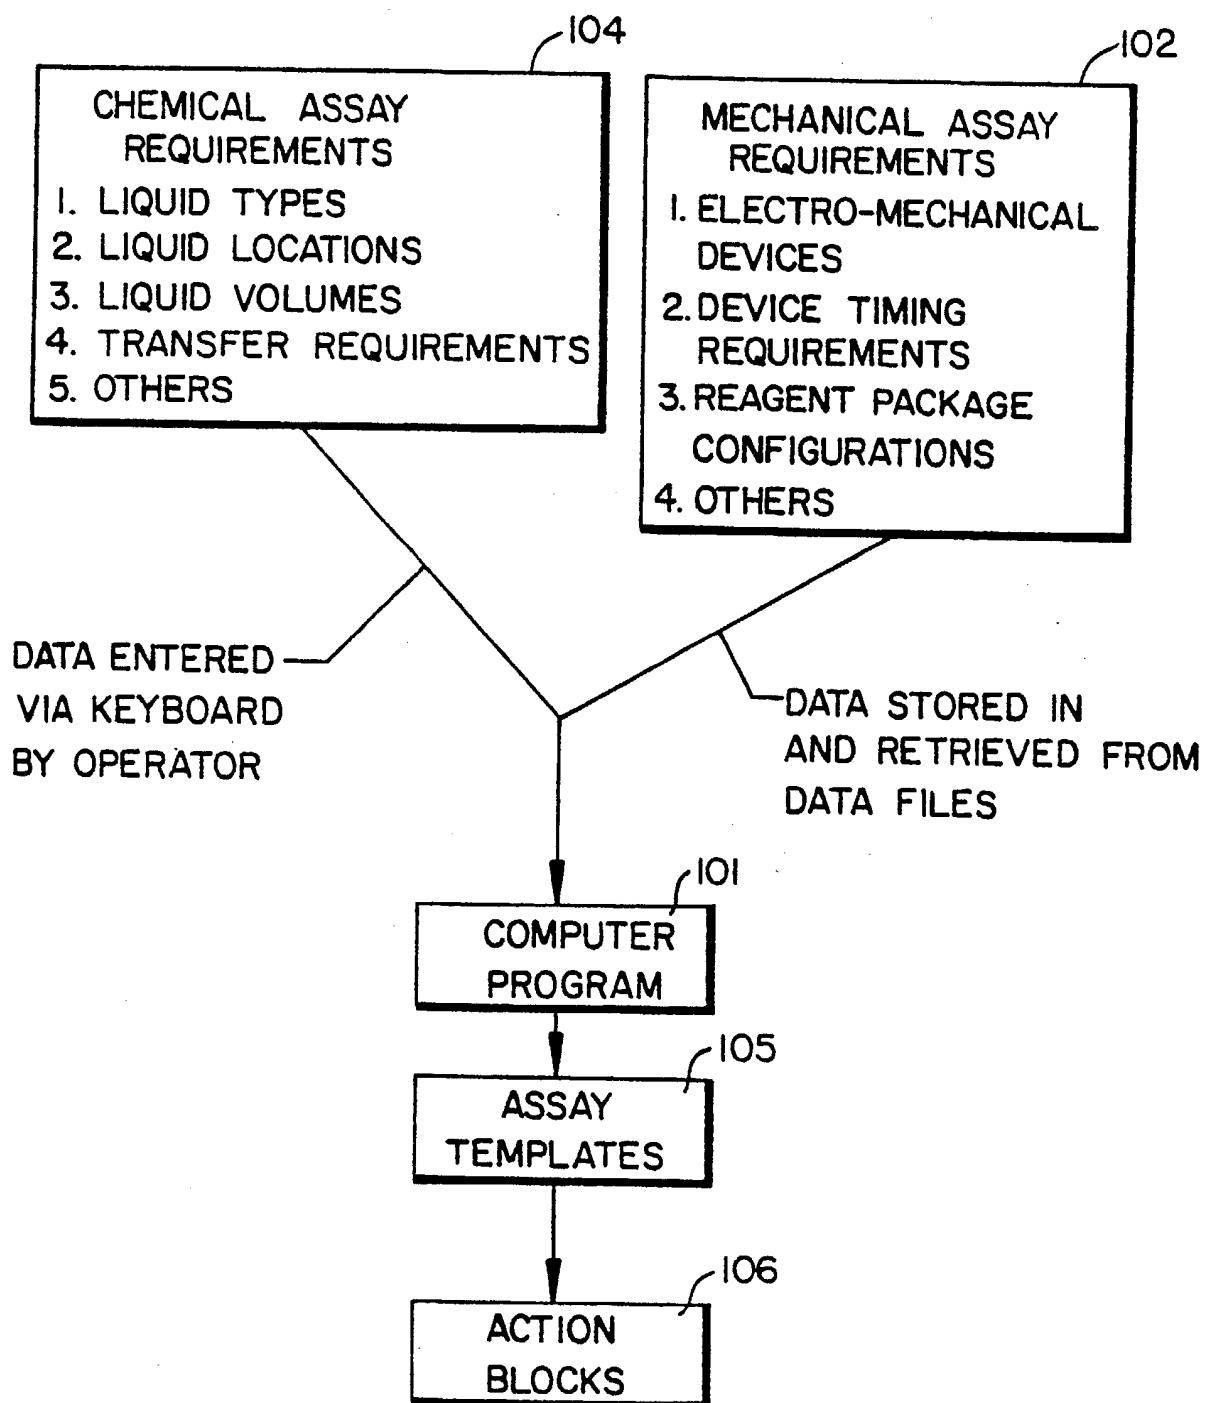 104
CHEMICAL ASSAY
REQUIREMENTS
1. LIQUID TYPES
2. LIQUID LOCATIONS
3. LIQUID VOLUMES
4. TRANSFER REQUIREMENTS
5. OTHERS
102
MECHANICAL ASSAY
REQUIREMENTS
1. ELECTRO-MECHANICAL
DEVICES
2. DEVICE TIMING
REQUIREMENTS
3. REAGENT PACKAGE
CONFIGURATIONS
4. OTHERS
DATA ENTERED
VIA KEYBOARD
BY OPERATOR
DATA STORED IN
AND RETRIEVED FROM
DATA FILES
101
COMPUTER
PROGRAM
105
ASSAY
TEMPLATES
106
ACTION
BLOCKS